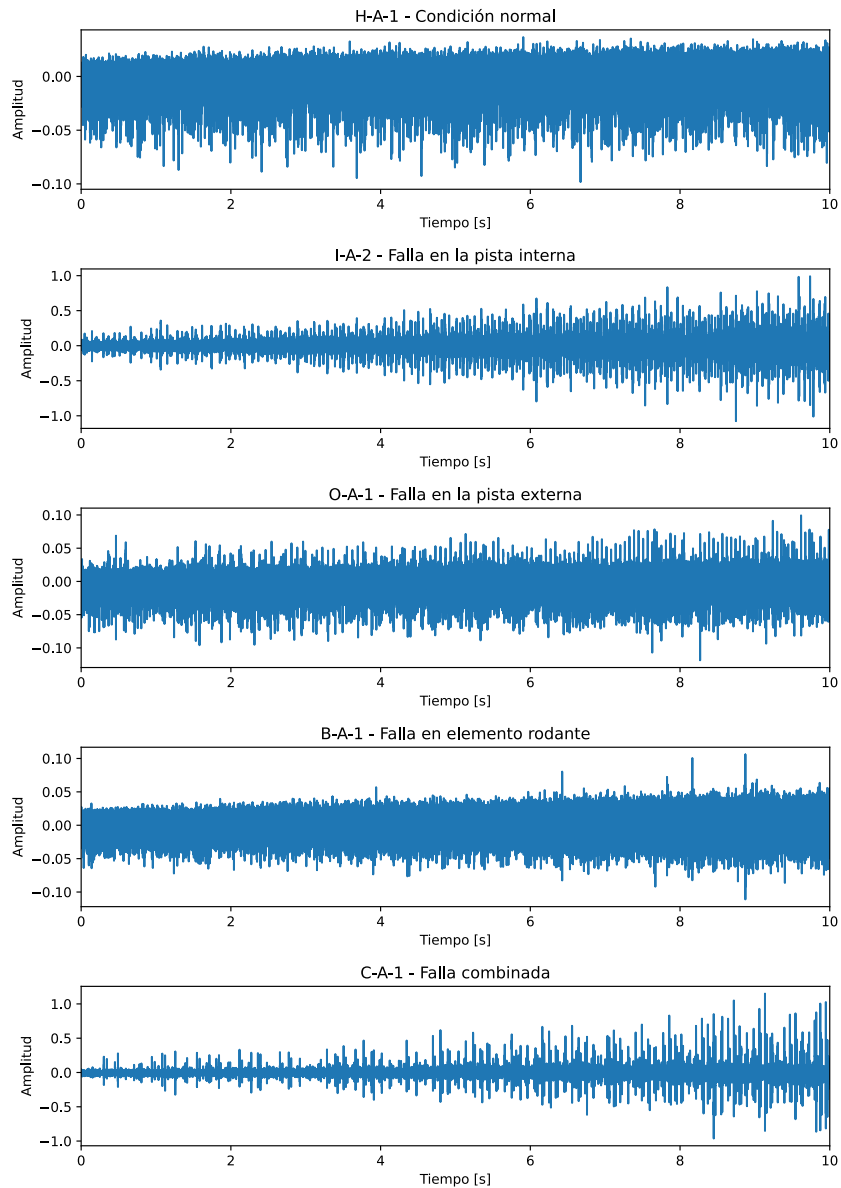 H-A-1 - Condición normal
0.00
−0.05
−0.10
Amplitud
0 2 4 6 8 10
Tiempo [s]
I-A-2 - Falla en la pista interna
1.0
0.5
0.0
−0.5
−1.0
Amplitud
0 2 4 6 8 10
Tiempo [s]
O-A-1 - Falla en la pista externa
0.10
0.05
0.00
−0.05
−0.10
Amplitud
0 2 4 6 8 10
Tiempo [s]
B-A-1 - Falla en elemento rodante
0.10
0.05
0.00
−0.05
−0.10
Amplitud
0 2 4 6 8 10
Tiempo [s]
C-A-1 - Falla combinada
1.0
0.5
0.0
−0.5
−1.0
Amplitud
0 2 4 6 8 10
Tiempo [s]